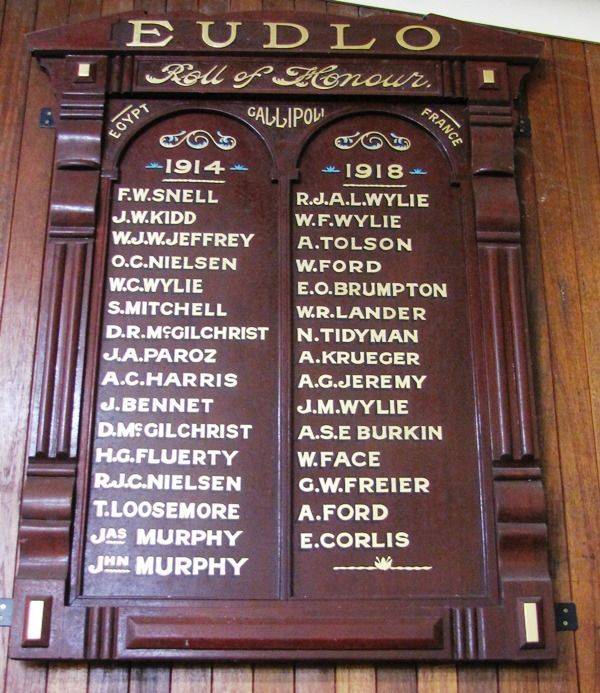 EUDLO
Roll of Honour.
EGYPT GALLIPOLI FRANCE
1914
F.W.SNELL
J.W.KIDD
W.J.W.JEFFREY
O.C.NIELSEN
W.C.WYLIE
S.MITCHELL
D.R.McGILCHRIST
J.A.PAROZ
A.C.HARRIS
J.BENNET
D.McGILCHRIST
H.G.FLUERTY
R.J.C.NIELSEN
T.LOOSEMORE
JAS MURPHY
JHN MURPHY
1918
R.J.A.L.WYLIE
W.F.WYLIE
A.TOLSON
W.FORD
E.O.BRUMPTON
W.R.LANDER
N.TIDYMAN
A.KRUEGER
A.G.JEREMY
J.M.WYLIE
A.S.E BURKIN
W.FACE
G.W.FREIER
A.FORD
E.CORLIS